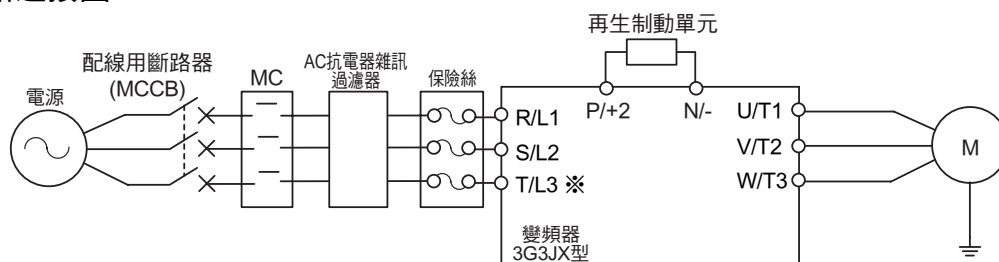 再生制動單元
配線用斷路器
(MCCB)
電源
MC
AC抗電器雜訊
過濾器
保險絲
R/L1
S/L2
T/L3 ※
P/+2
N/-
U/T1
V/T2
W/T3
M
變頻器
3G3JX型